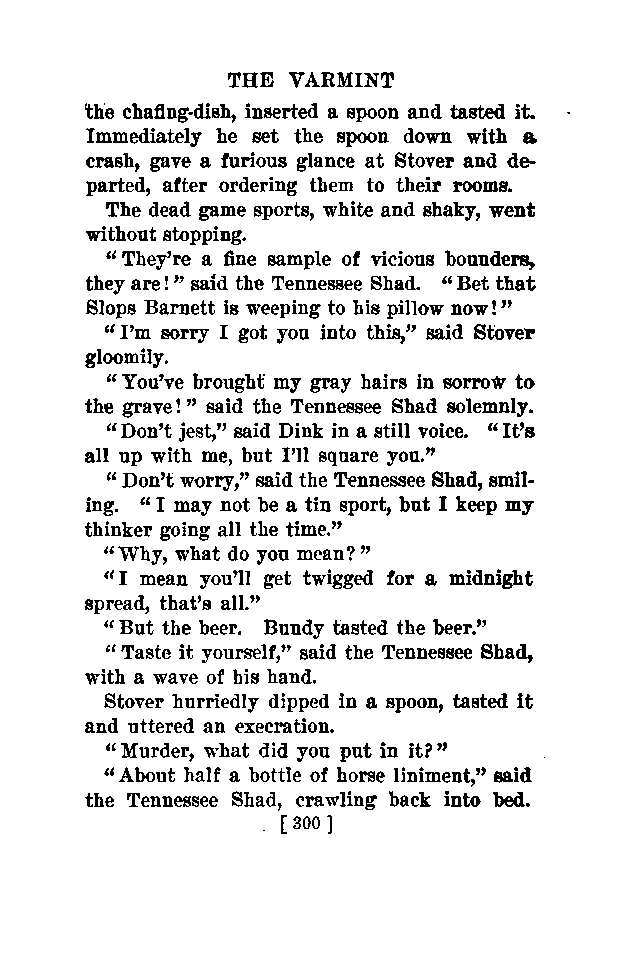 THE VARMINT
the chafing-dish, inserted a spoon and tasted it.
Immediately he set the spoon down with a
crash, gave a furious glance at Stover and de-
parted, after ordering them to their rooms.
The dead game sports, white and shaky, went
without stopping.
"They're a fine sample of vicious bounders,
they are!" said the Tennessee Shad. "Bet that
Slops Barnett is weeping to his pillow now!"
"I'm sorry I got you into this," said Stover
gloomily.
"You've brought my gray hairs in sorrow to
the grave!" said the Tennessee Shad solemnly.
"Don't jest," said Dink in a still voice. "It's
all up with me, but I'll square you."
"Don't worry," said the Tennessee Shad, smil-
ing. "I may not be a tin sport, but I keep my
thinker going all the time."
"Why, what do you mean?"
"I mean you'll get twigged for a midnight
spread, that's all."
"But the beer. Bundy tasted the beer."
"Taste it yourself," said the Tennessee Shad,
with a wave of his hand.
Stover hurriedly dipped in a spoon, tasted it
and uttered an execration.
"Murder, what did you put in it?"
"About half a bottle of horse liniment," said
the Tennessee Shad, crawling back into bed.
[ 300 ]